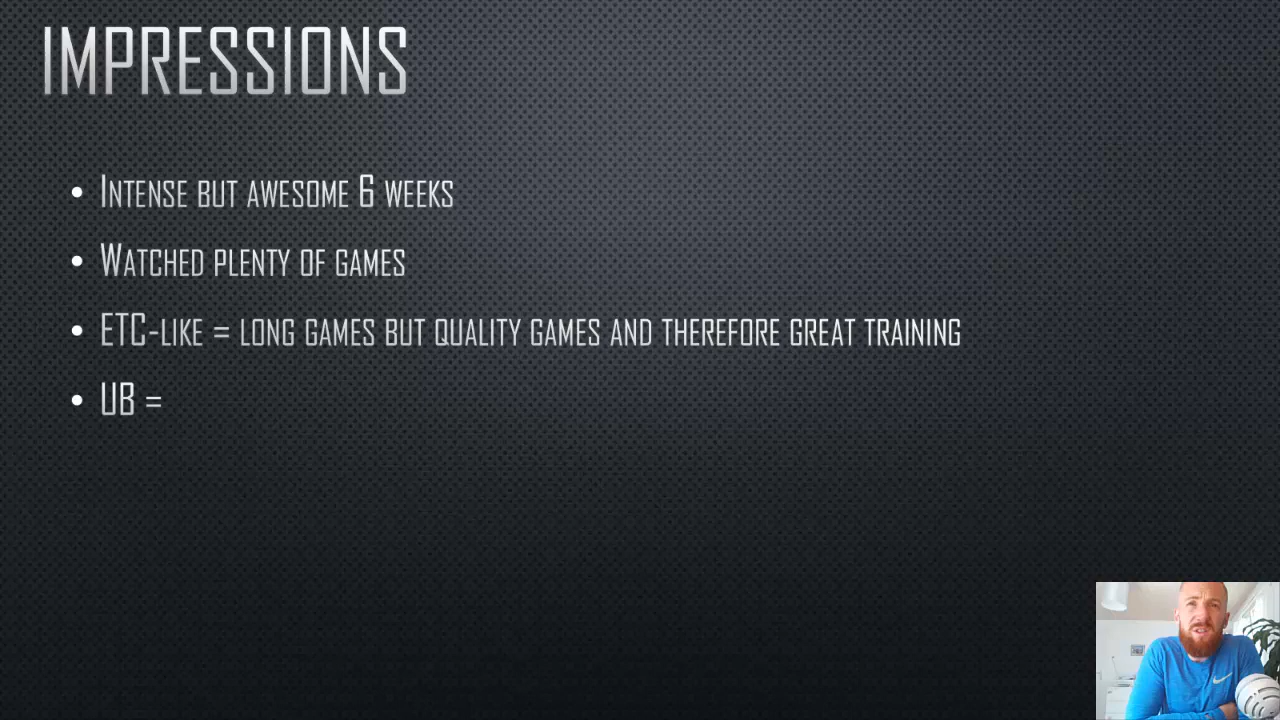 IMPRESSIONS
• INTENSE BUT AWESOME 6 WEEKS
• WATCHED PLENTY OF GAMES
• ETC-LIKE = LONG GAMES BUT QUALITY GAMES AND THEREFORE GREAT TRAINING
• UB =